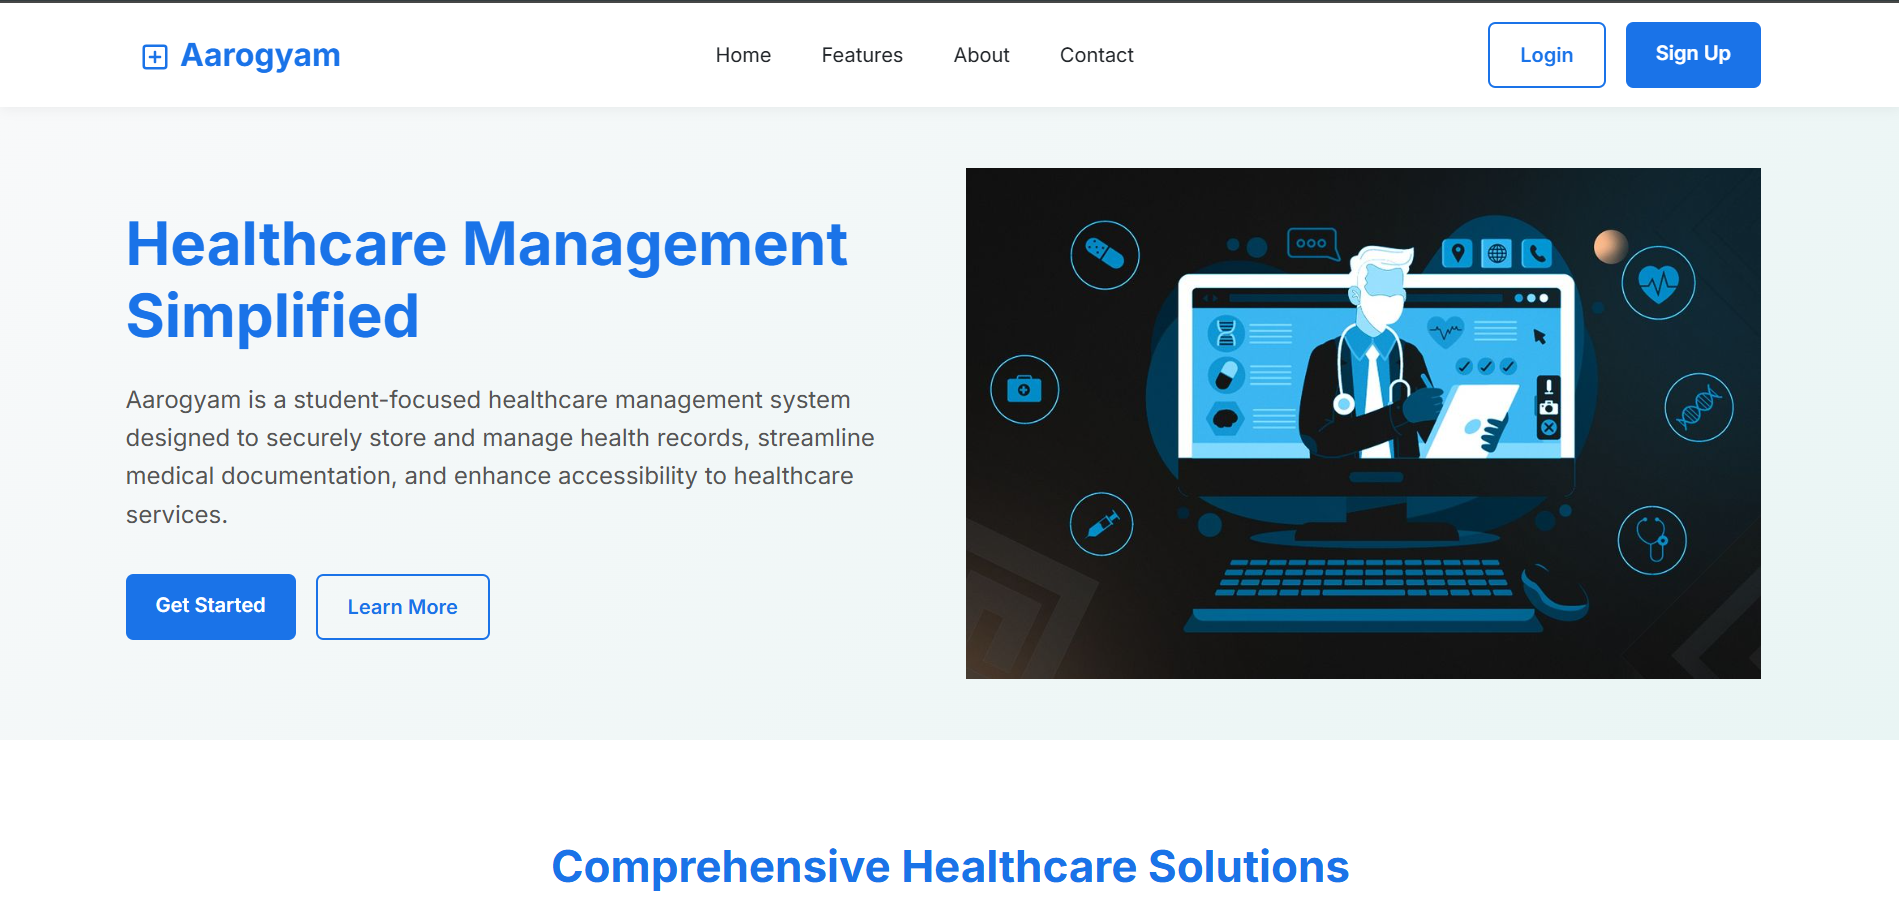 Aarogyam
Home
Features
About
Contact
Login
Sign Up
Healthcare Management
Simplified
Aarogyam is a student-focused healthcare management system
designed to securely store and manage health records, streamline
medical documentation, and enhance accessibility to healthcare
services.
Get Started
Learn More
Comprehensive Healthcare Solutions